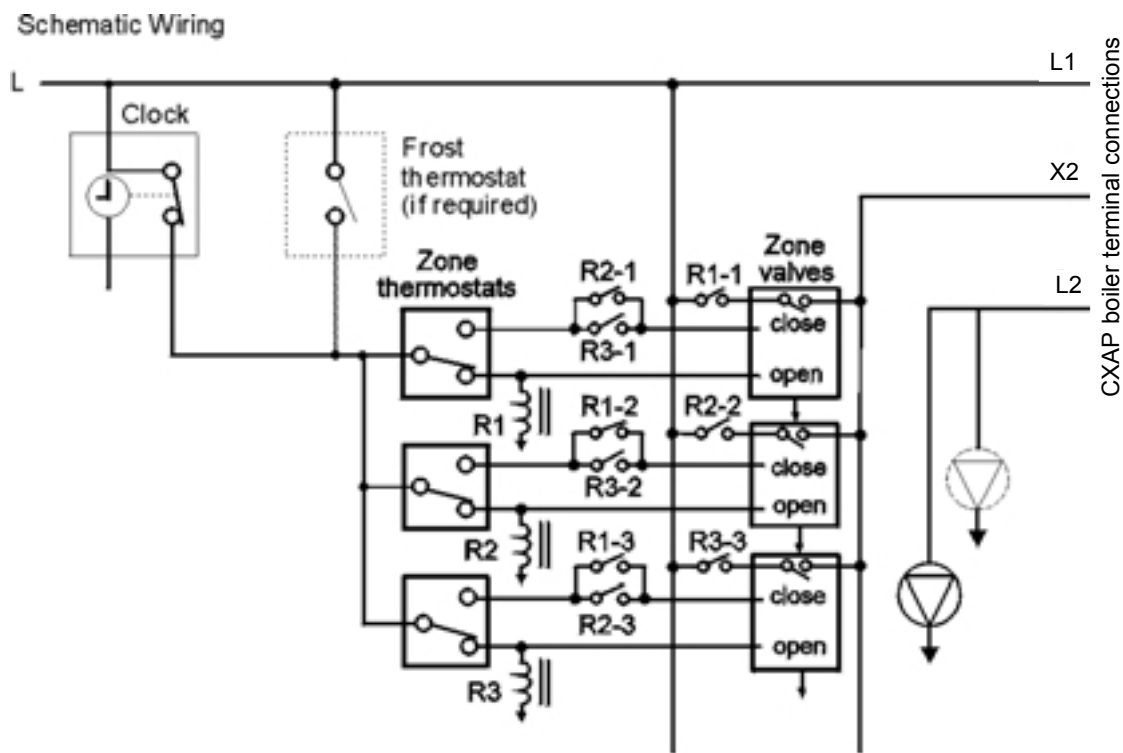 Schematic Wiring
L
L1
Clock
Frost
thermostat
(if required)
X2
Zone
thermostats
R2-1
R1-1
Zone
valves
L2
close
R3-1
open
R1
R1-2
R2-2
close
R3-2
open
R2
R1-3
R3-3
close
R2-3
open
R3
CXAP boiler terminal connections